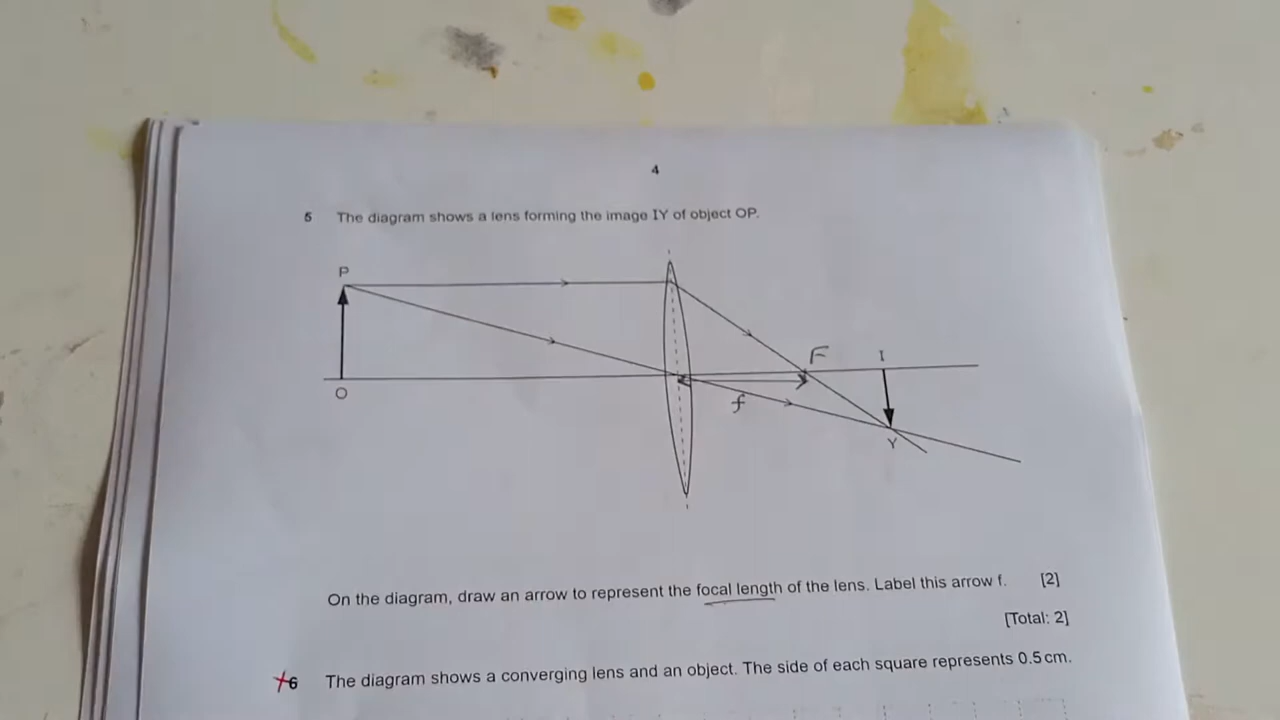 4
5 The diagram shows a lens forming the image IY of object OP.
P
F
I
O
f
Y
On the diagram, draw an arrow to represent the focal length of the lens. Label this arrow f. [2]
[Total: 2]
6 The diagram shows a converging lens and an object. The side of each square represents 0.5 cm.